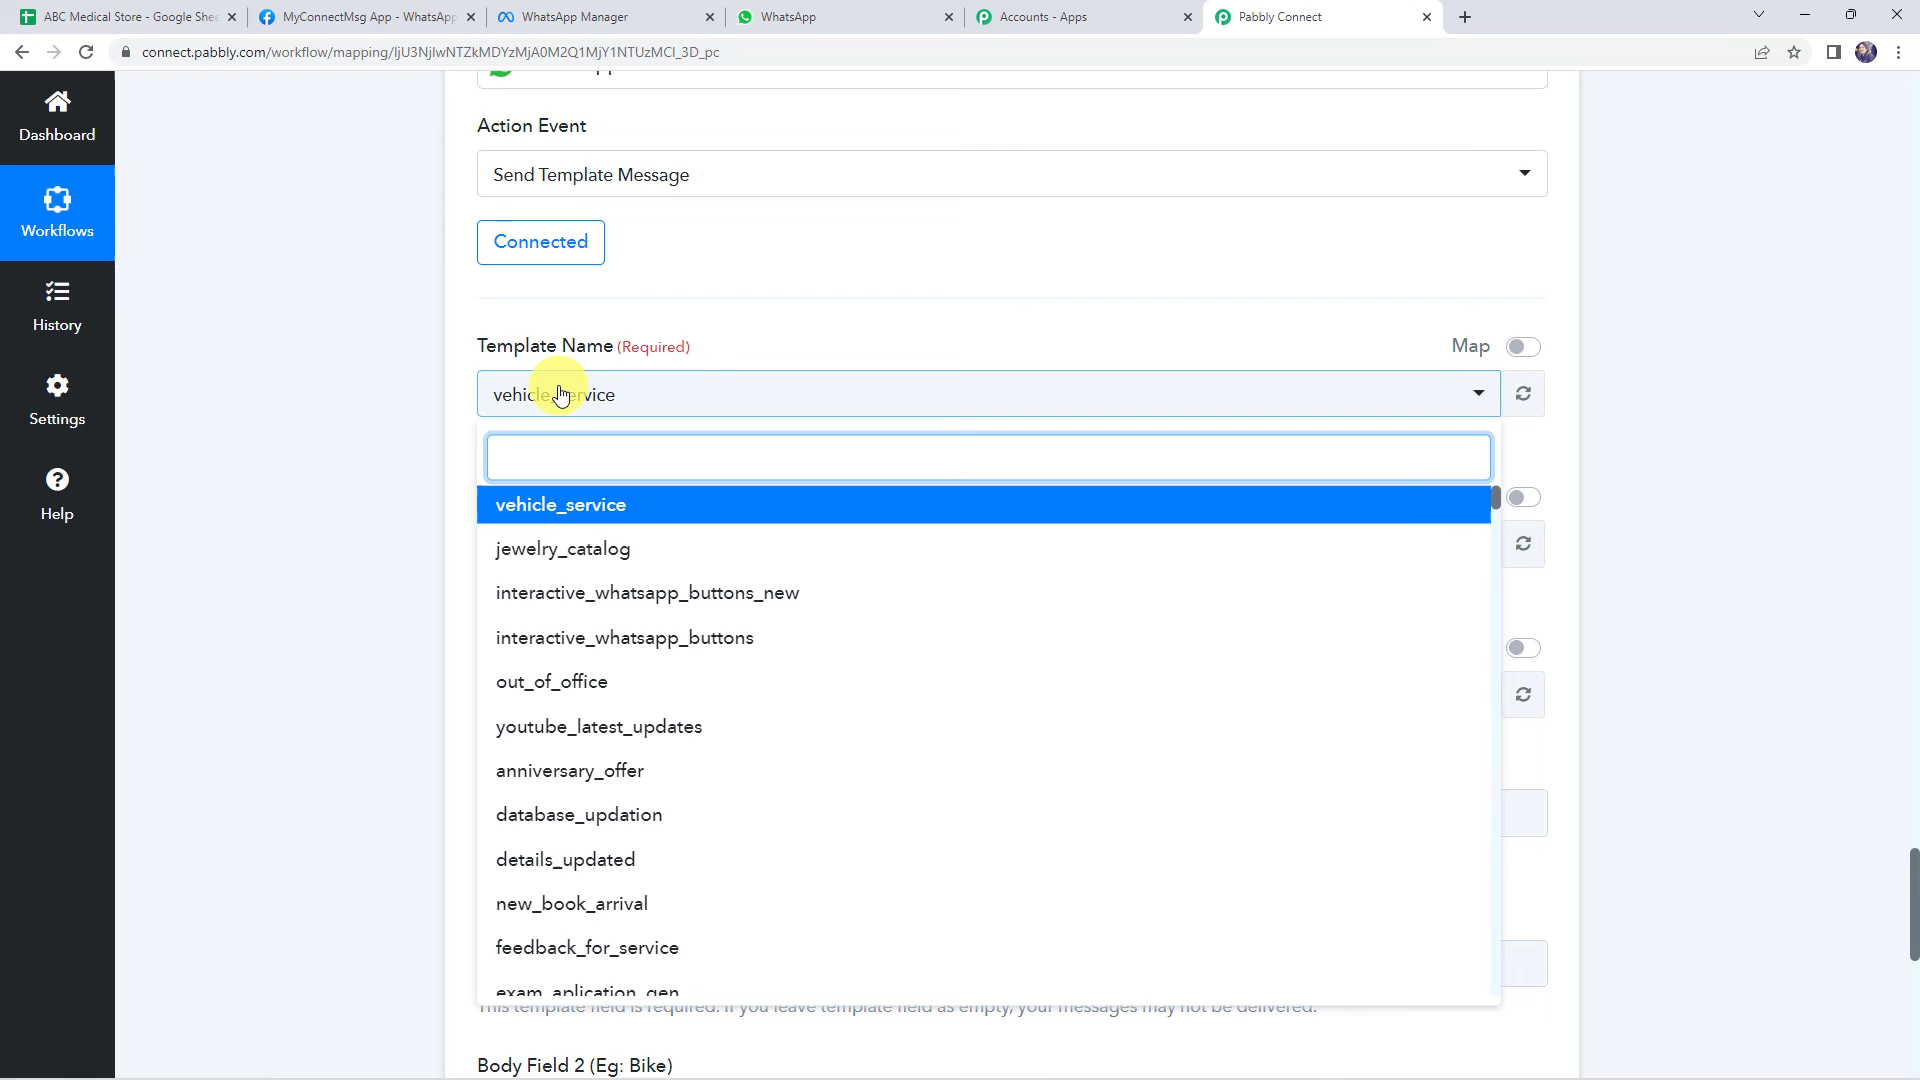 ABC Medical Store - Google She
MyConnectMsg App - WhatsApp
WhatsApp Manager
WhatsApp
Accounts - Apps
Pabbly Connect
connect.pabbly.com/workflow/mapping/IjU3NjIwNTZkMDYzMjA0M2Q1MjY1NTUzMCI_3D_pc
Dashboard
Workflows
History
Settings
Help
Action Event
Send Template Message
Connected
Template Name (Required)
Map
vehicle_service
vehicle_service
jewelry_catalog
interactive_whatsapp_buttons_new
interactive_whatsapp_buttons
out_of_office
youtube_latest_updates
anniversary_offer
database_updation
details_updated
new_book_arrival
feedback_for_service
exam_aplication_gen
This template field is required. If you leave template field as empty, your messages may not be delivered.
Body Field 2 (Eg: Bike)